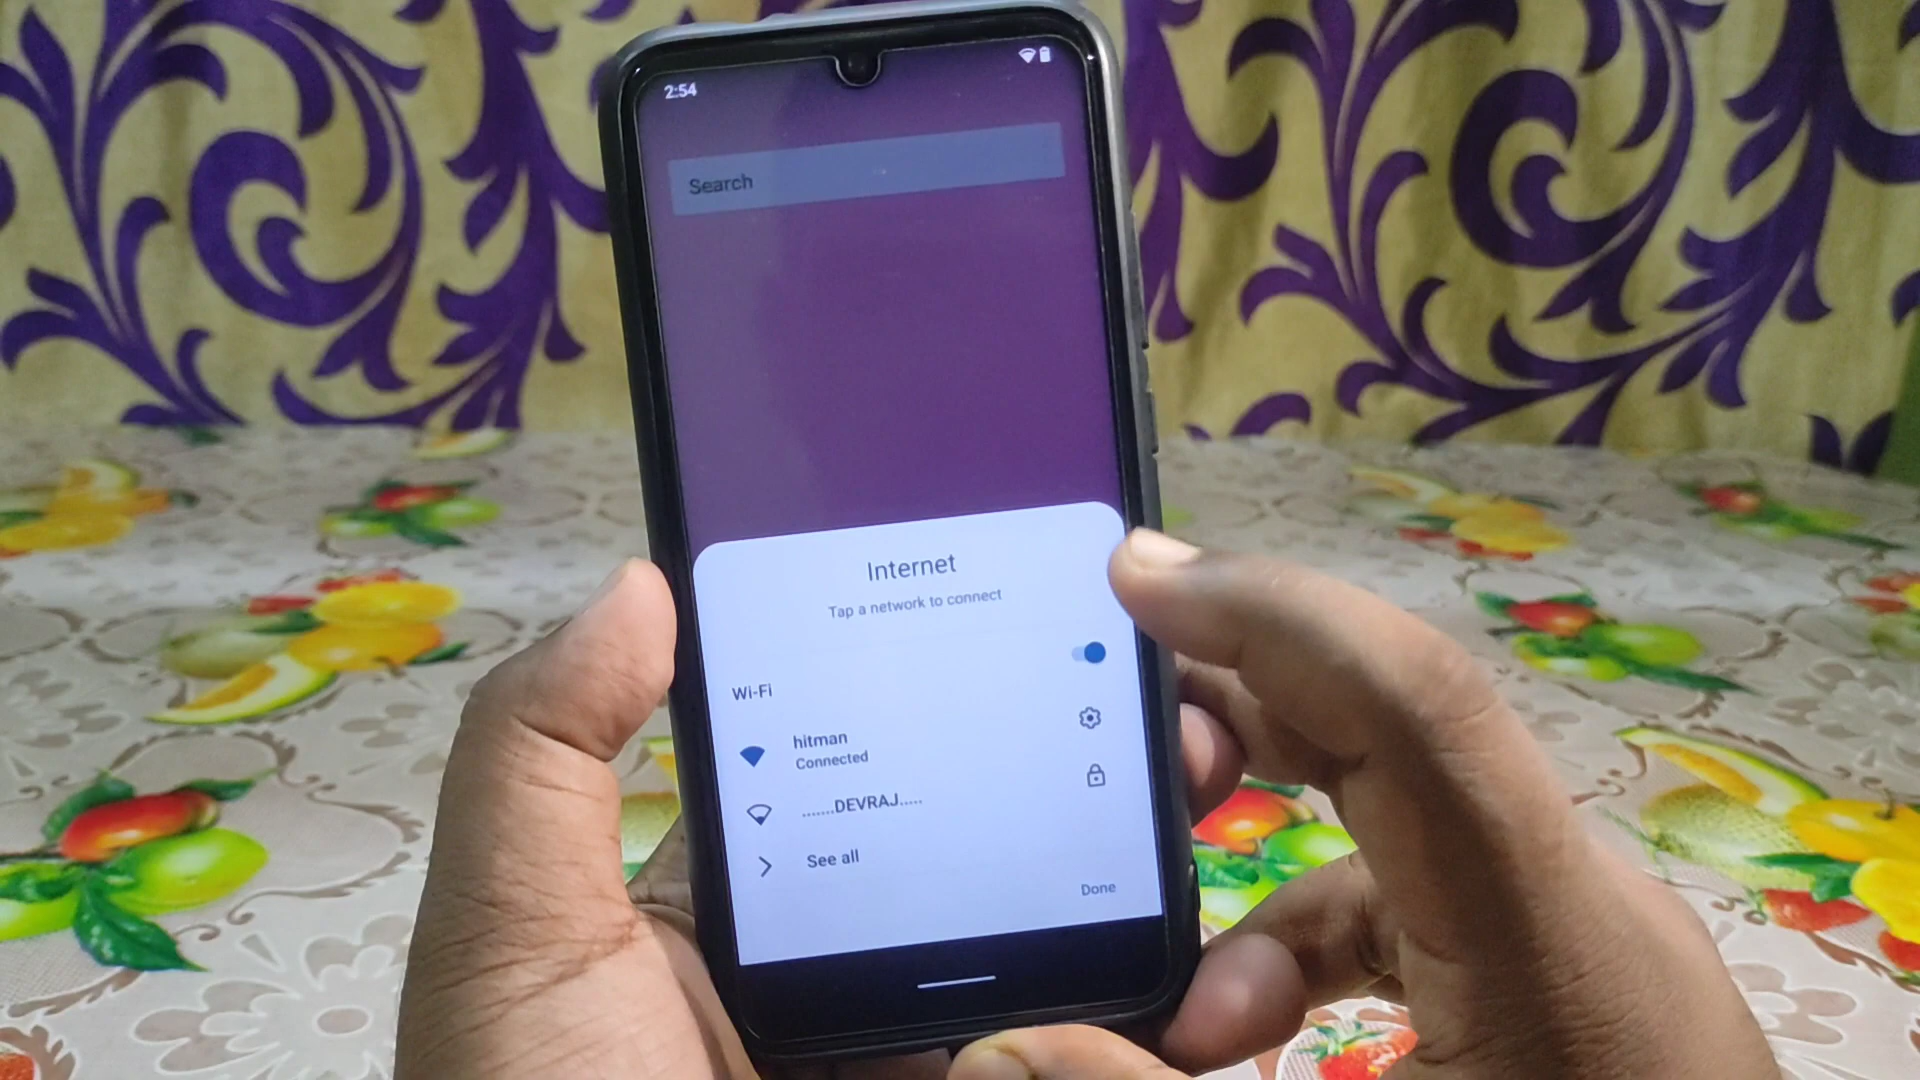 2:54
Search
Internet
Tap a network to connect
Wi-Fi
hitman
Connected
.......DEVRAJ.....
See all
Done